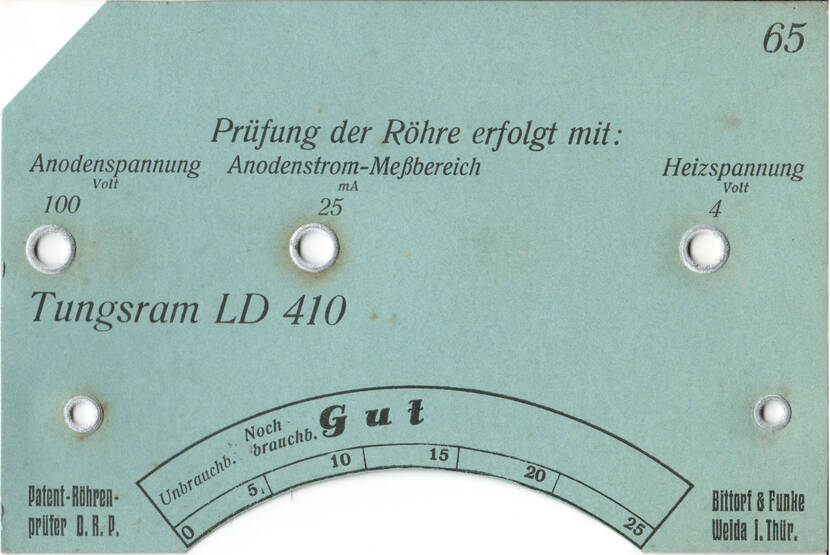 65
Prüfung der Röhre erfolgt mit:
Anodenspannung Anodenstrom-Meßbereich Heizspannung
Volt mA Volt
100 25 4
Tungsram LD 410
Unbrauchb. Noch brauchb. Gut
0 5 10 15 20 25
Patent-Röhren-
prüfer D. R. P.
Bittorf & Funke
Weida I. Thür.